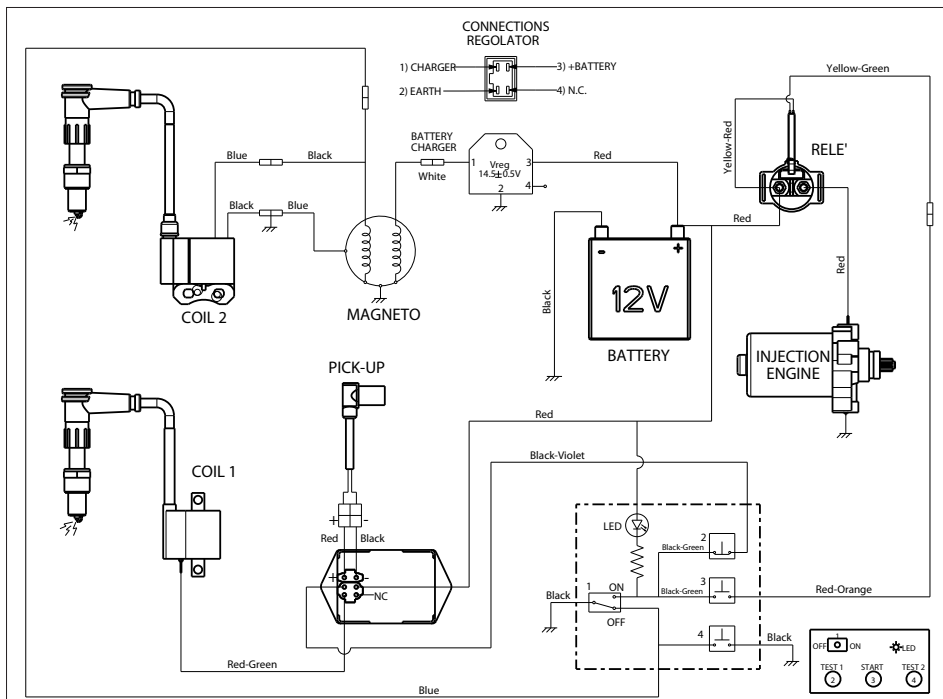 CONNECTIONS
REGOLATOR
1) CHARGER
3) +BATTERY
2) EARTH
4) N.C.
Yellow-Green
Yellow-Red
RELE'
BATTERY
CHARGER
White
1
Vreg
14.5±0.5V
3
2
4
Red
Blue
Black
Black
Blue
Red
Red
Black
-
+
12V
BATTERY
COIL 2
MAGNETO
INJECTION
ENGINE
PICK-UP
Red
Black-Violet
COIL 1
+
-
Red
Black
LED
2
Black-Green
+
-
NC
1
ON
3
Black-Green
Red-Orange
Black
OFF
4
Black
Red-Green
Blue
1
OFF
ON
LED
TEST 1
START
TEST 2
2
3
4